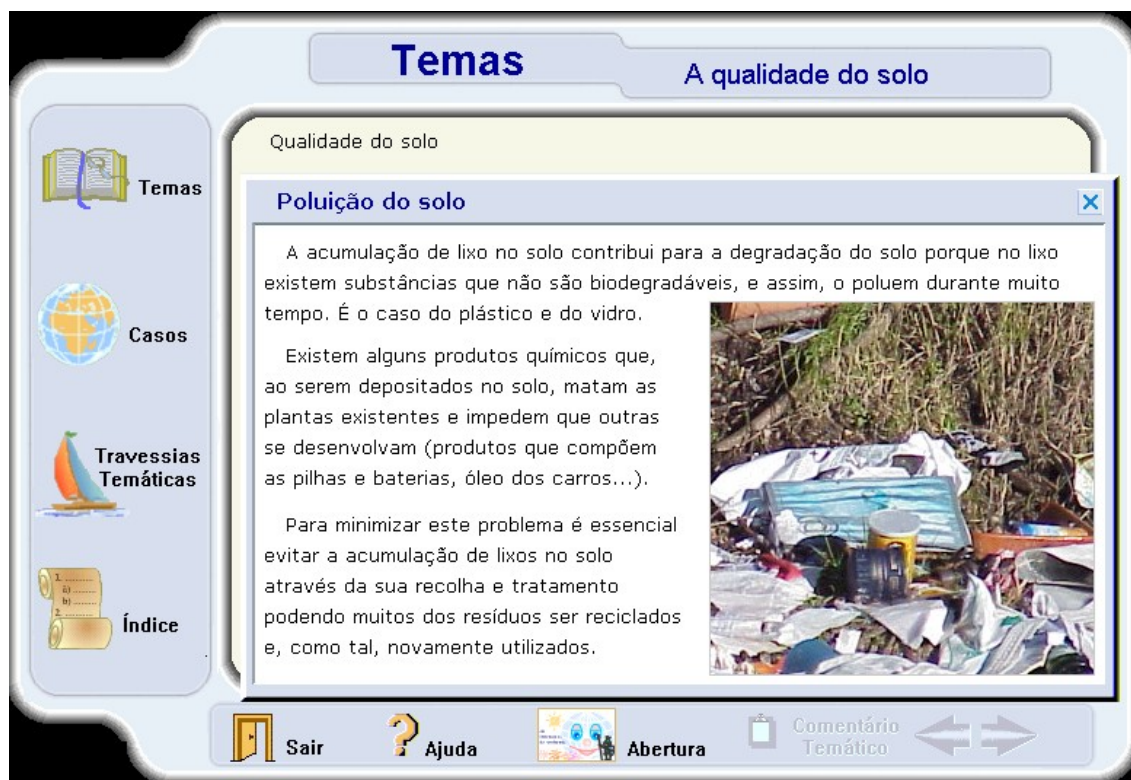 Temas
A qualidade do solo
Temas
Casos
Travessias
Temáticas
Índice
Qualidade do solo
Poluição do solo
A acumulação de lixo no solo contribui para a degradação do solo porque no lixo
existem substâncias que não são biodegradáveis, e assim, o poluem durante muito
tempo. É o caso do plástico e do vidro.
Existem alguns produtos químicos que,
ao serem depositados no solo, matam as
plantas existentes e impedem que outras
se desenvolvam (produtos que compõem
as pilhas e baterias, óleo dos carros...).
Para minimizar este problema é essencial
evitar a acumulação de lixos no solo
através da sua recolha e tratamento
podendo muitos dos resíduos ser reciclados
e, como tal, novamente utilizados.
Sair
Ajuda
Abertura
Comentário
Temático